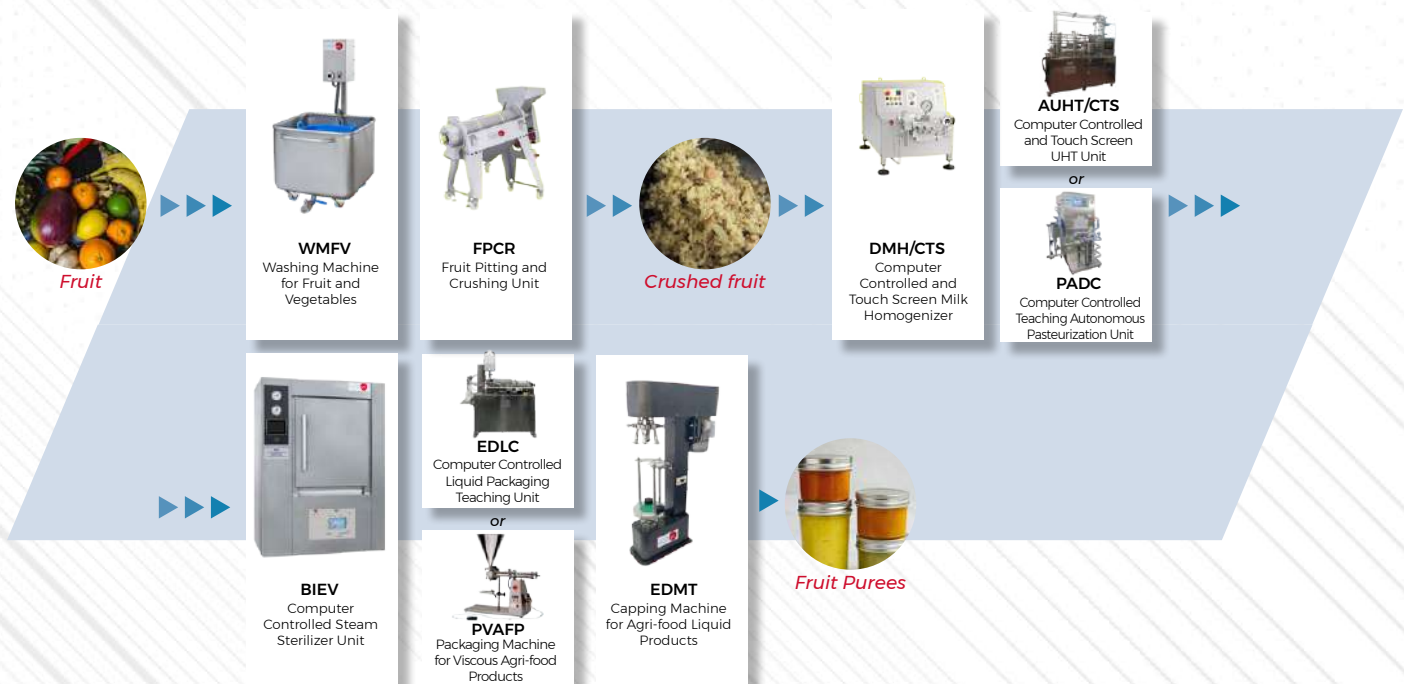 Fruit
WMFV
Washing Machine
for Fruit and
Vegetables
FPCR
Fruit Pitting and
Crushing Unit
Crushed fruit
DMH/CTS
Computer
Controlled and
Touch Screen Milk
Homogenizer
AUHT/CTS
Computer Controlled
and Touch Screen
UHT Unit
or
PADC
Computer Controlled
Teaching Autonomous
Pasteurization Unit
BIEV
Computer
Controlled Steam
Sterilizer Unit
EDLC
Computer Controlled
Liquid Packaging
Teaching Unit
or
PVAFP
Packaging Machine
for Viscous Agri-food
Products
EDMT
Capping Machine
for Agri-food Liquid
Products
Fruit Purees